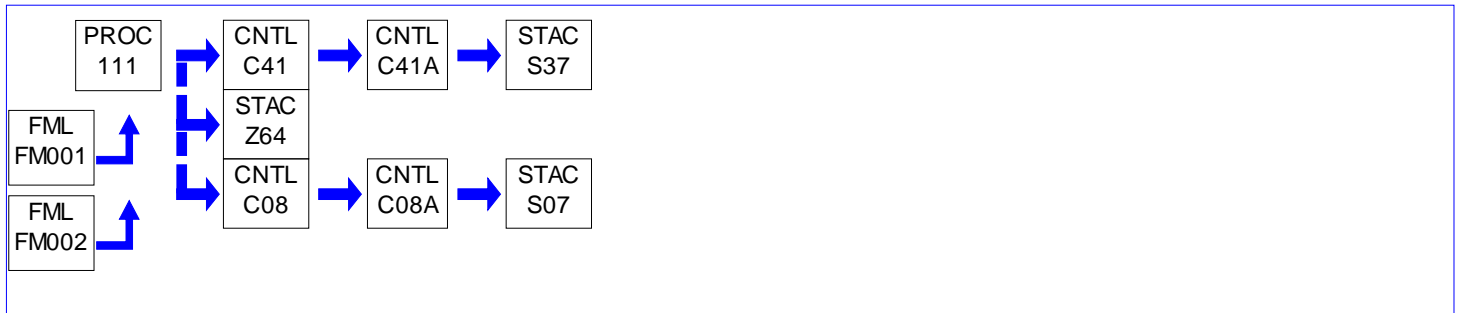 PROC
111
CNTL
C41
CNTL
C41A
STAC
S37
STAC
Z64
FML
FM001
CNTL
C08
CNTL
C08A
STAC
S07
FML
FM002